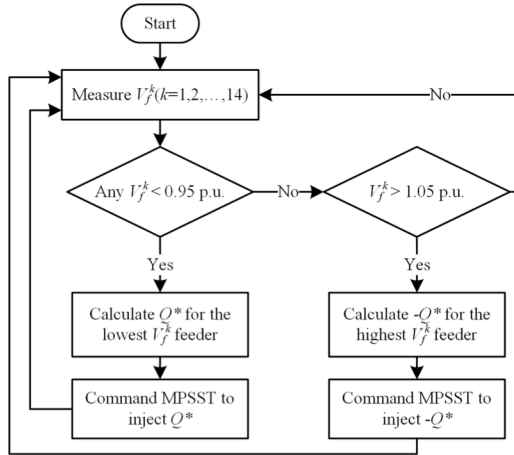 Start
Measure V_f^k(k=1,2,…,14)
No
Any V_f^k < 0.95 p.u.
No
V_f^k > 1.05 p.u.
Yes
Yes
Calculate Q* for the
lowest V_f^k feeder
Calculate -Q* for the
highest V_f^k feeder
Command MPSST to
inject Q*
Command MPSST to
inject -Q*